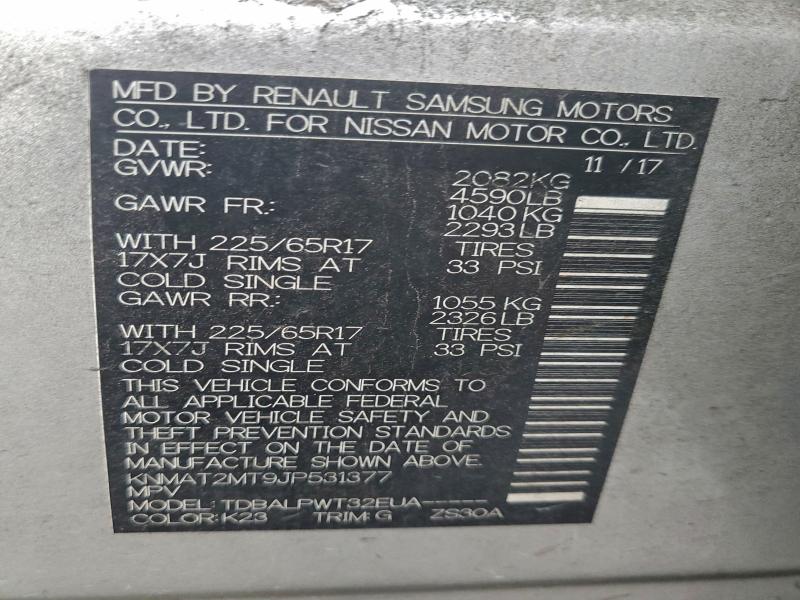 MFD BY RENAULT SAMSUNG MOTORS
CO., LTD. FOR NISSAN MOTOR CO., LTD.
DATE: 11 / 17
GVWR: 2082KG
4590LB
GAWR FR.: 1040 KG
2293 LB
WITH 225/65R17 TIRES
17X7J RIMS AT 33 PSI
COLD SINGLE
GAWR RR.: 1055 KG
2326 LB
WITH 225/65R17 TIRES
17X7J RIMS AT 33 PSI
COLD SINGLE
THIS VEHICLE CONFORMS TO
ALL APPLICABLE FEDERAL
MOTOR VEHICLE SAFETY AND
THEFT PREVENTION STANDARDS
IN EFFECT ON THE DATE OF
MANUFACTURE SHOWN ABOVE.
KNMAT2MT9JP531377
MPV
MODEL: TDBALPWT32EUA-----
COLOR: K23 TRIM: G ZS30A